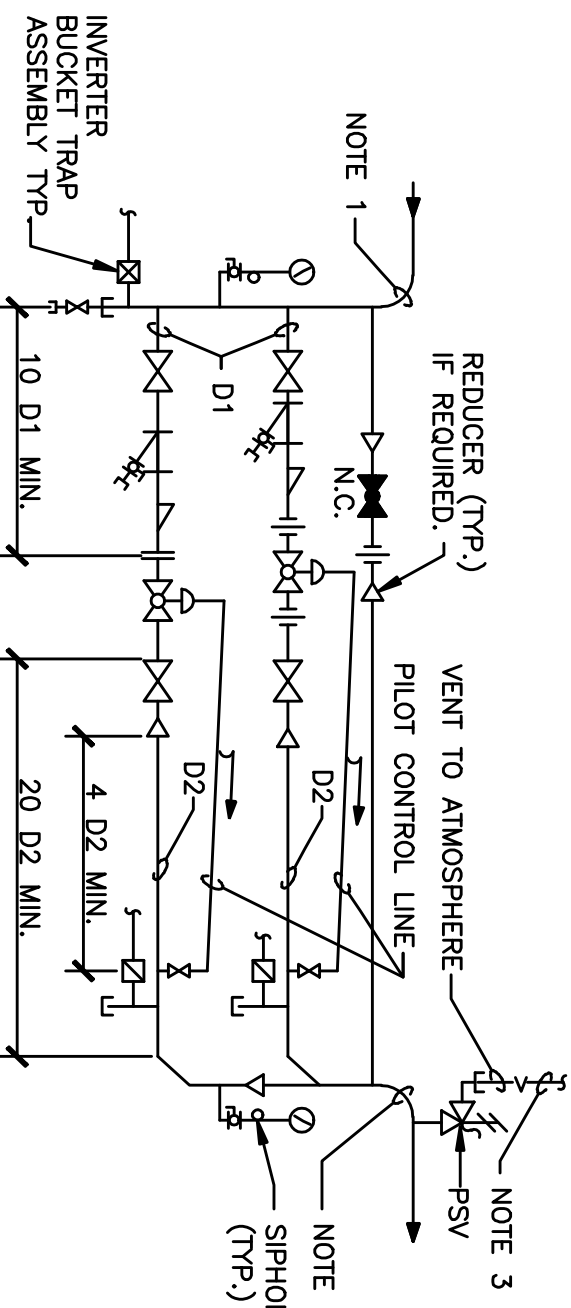 INVERTER
BUCKET TRAP
ASSEMBLY TYP.
NOTE 1
REDUCER (TYP.)
IF REQUIRED.
N.C.
D1
10 D1 MIN.
VENT TO ATMOSPHERE
PILOT CONTROL LINE
D2
D2
4 D2 MIN.
20 D2 MIN.
NOTE 3
PSV
NOTE
(TYP.)